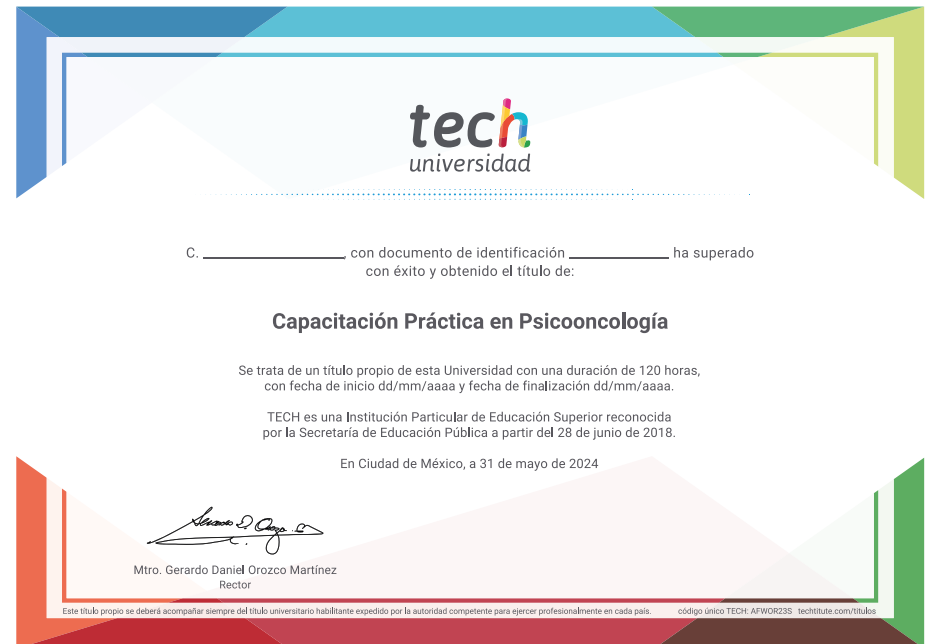 tech
universidad
C. ____________, con documento de identificación ____________ ha superado
con éxito y obtenido el título de:
Capacitación Práctica en Psicooncología
Se trata de un título propio de esta Universidad con una duración de 120 horas,
con fecha de inicio dd/mm/aaaa y fecha de finalización dd/mm/aaaa.
TECH es una Institución Particular de Educación Superior reconocida
por la Secretaría de Educación Pública a partir del 28 de junio de 2018.
En Ciudad de México, a 31 de mayo de 2024
Mtro. Gerardo Daniel Orozco Martínez
Rector
Este título propio se deberá acompañar siempre del título universitario habilitante expedido por la autoridad competente para ejercer profesionalmente en cada país. código único TECH: AFWOR23S techtitute.com/titulos